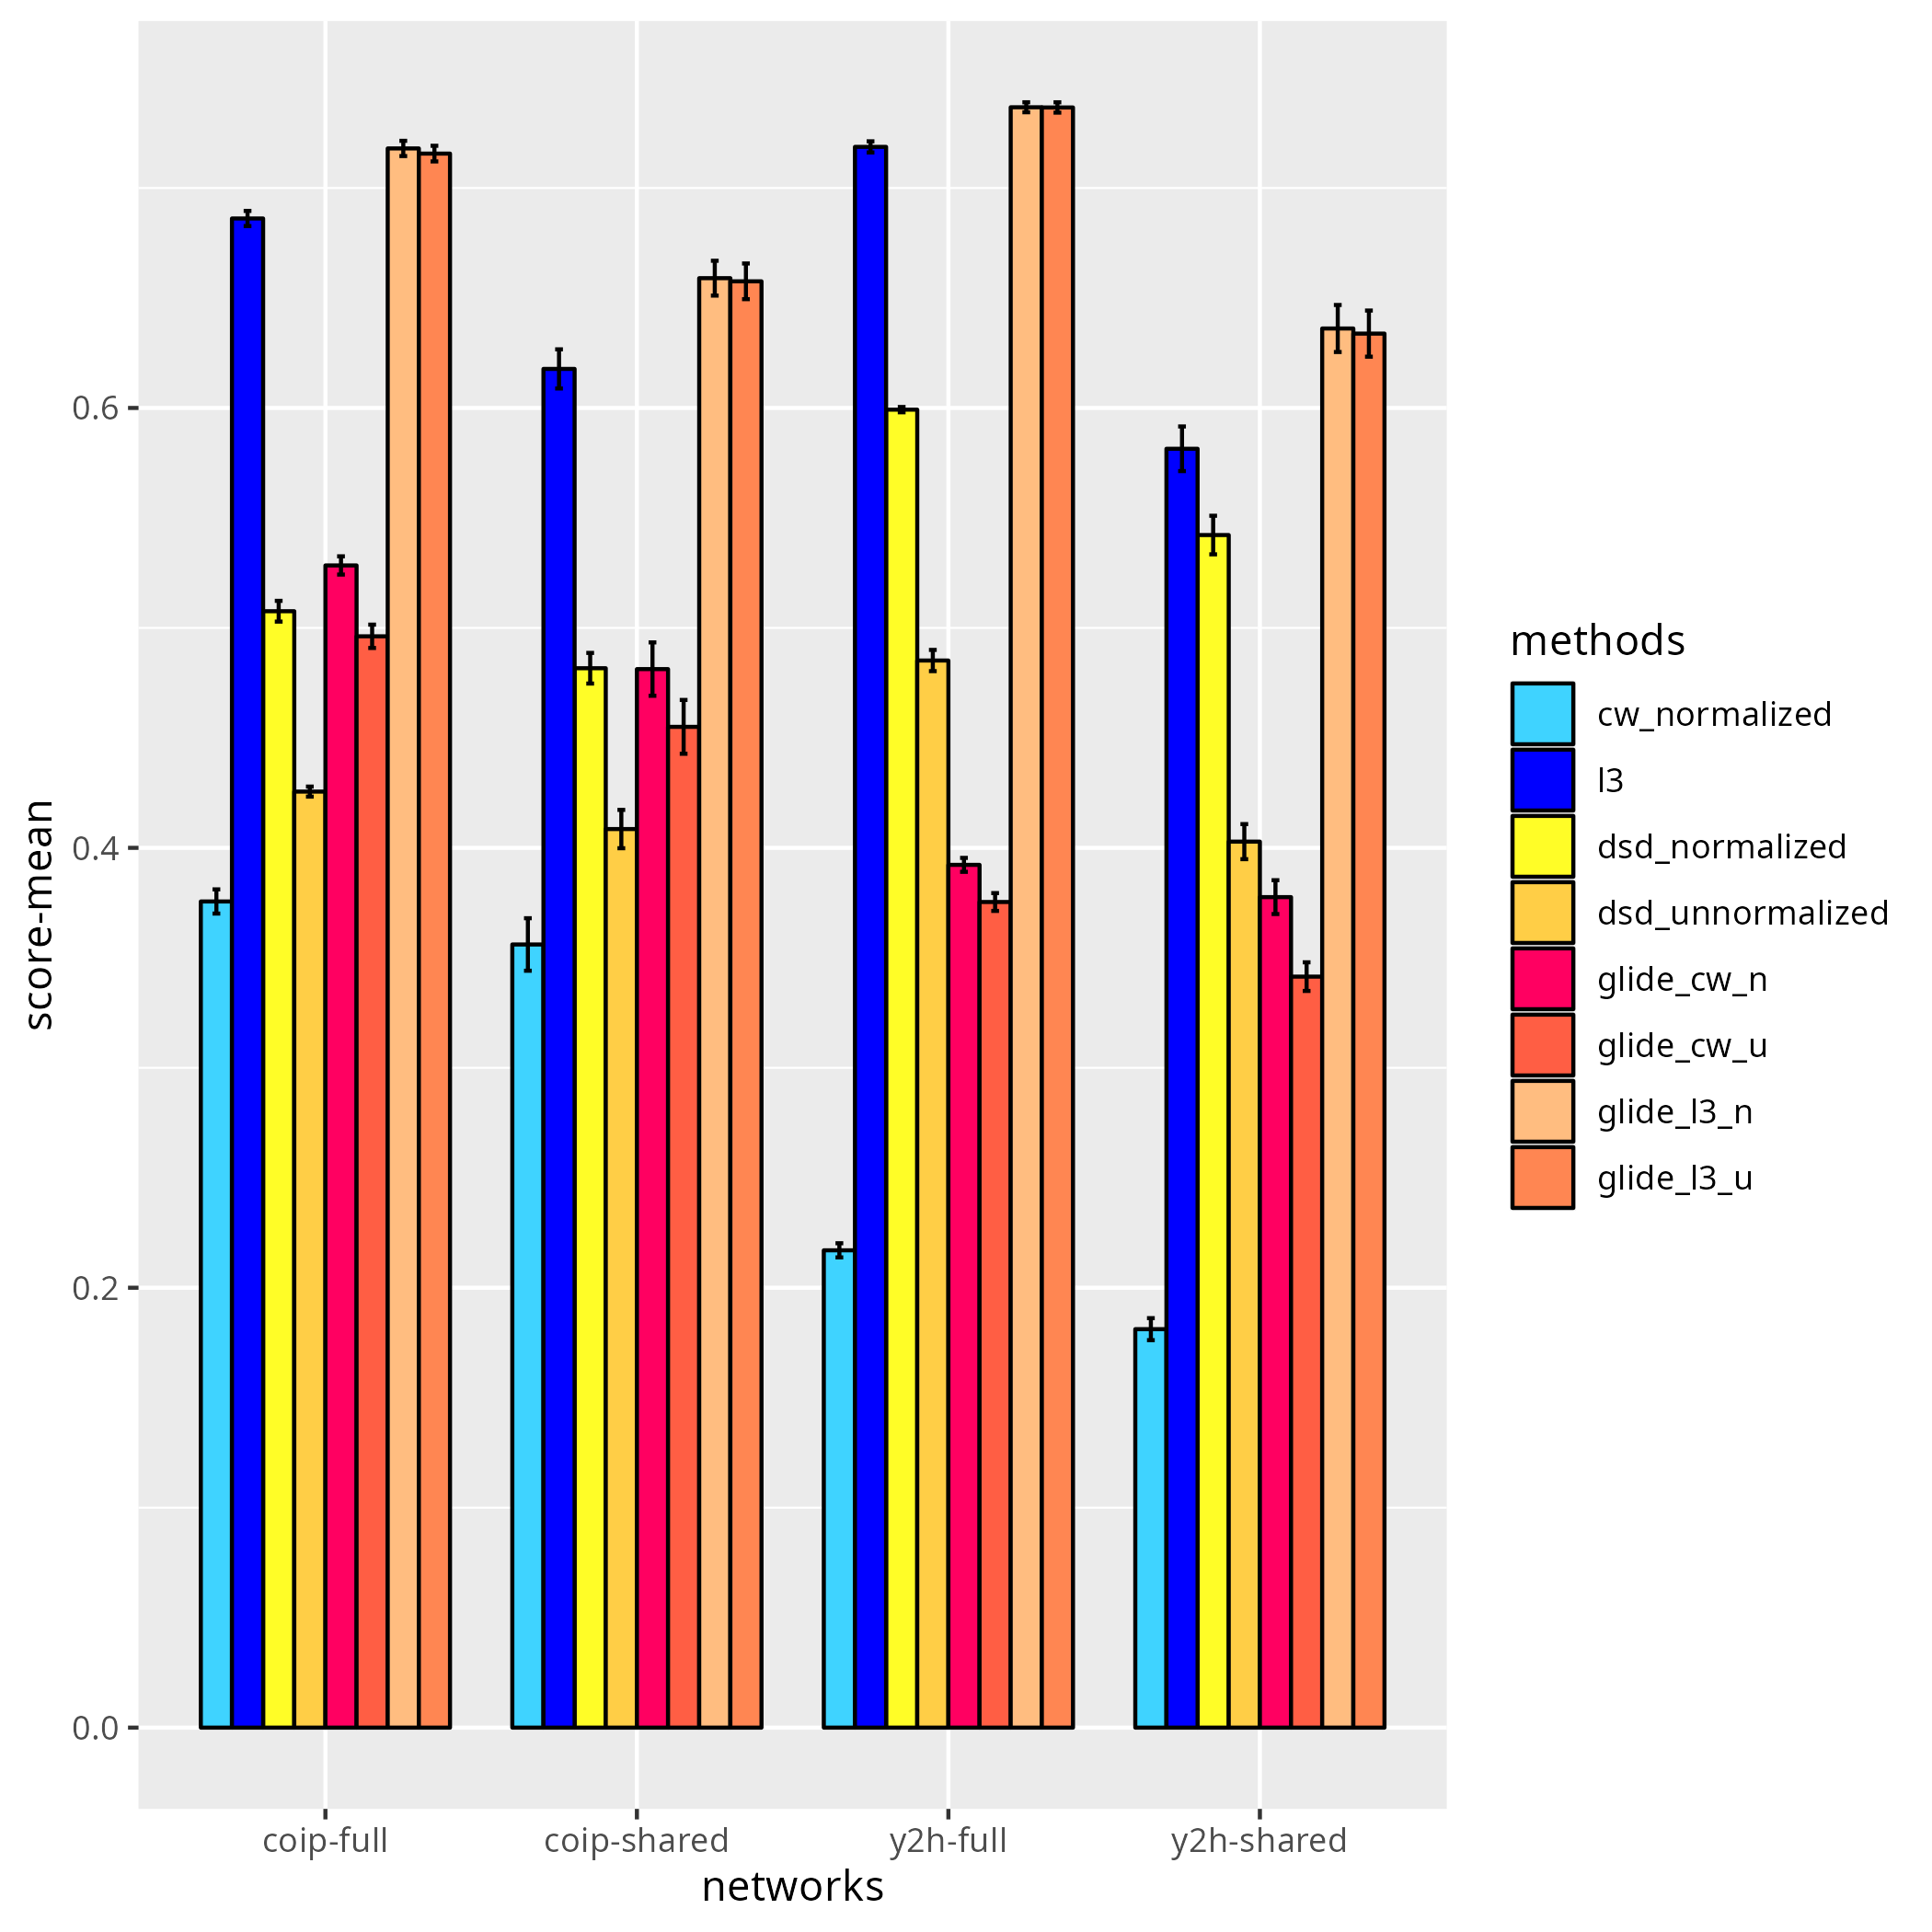 score-mean
0.6
0.4
0.2
0.0
coip-full
coip-shared
y2h-full
y2h-shared
networks
methods
cw_normalized
l3
dsd_normalized
dsd_unnormalized
glide_cw_n
glide_cw_u
glide_l3_n
glide_l3_u